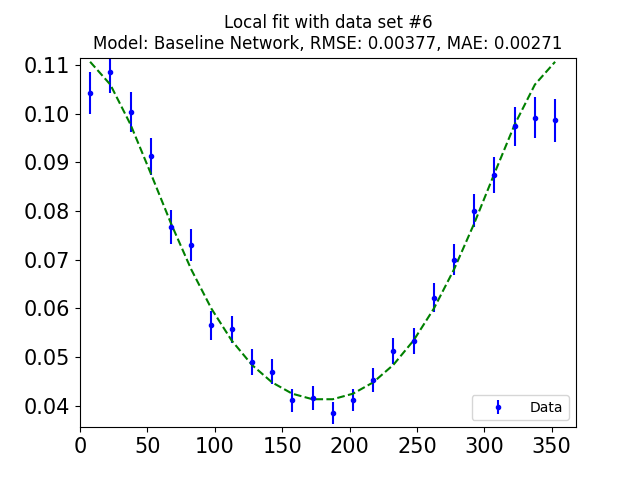 Local fit with data set #6
Model: Baseline Network, RMSE: 0.00377, MAE: 0.00271
0.11
0.10
0.09
0.08
0.07
0.06
0.05
0.04
Data
0 50 100 150 200 250 300 350